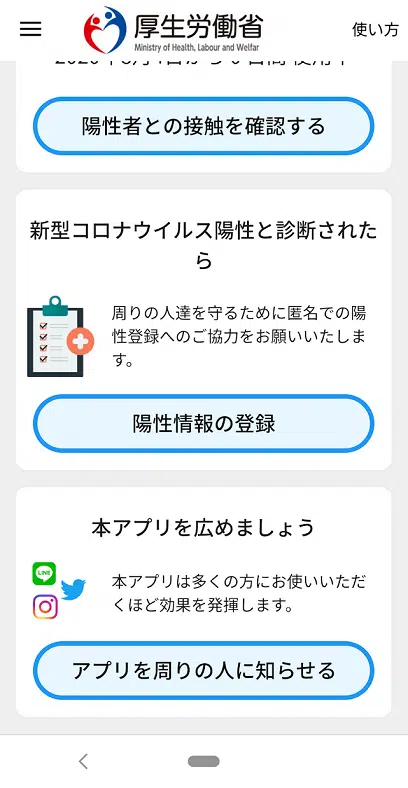 厚生労働省
Ministry of Health, Labour and Welfar
使い方
陽性者との接触を確認する
新型コロナウイルス陽性と診断された
ら
周りの人達を守るために匿名での陽
性登録へのご協力をお願いいたしま
す。
陽性情報の登録
本アプリを広めましょう
LINE
本アプリは多くの方にお使いいただ
くほど効果を発揮します。
アプリを周りの人に知らせる